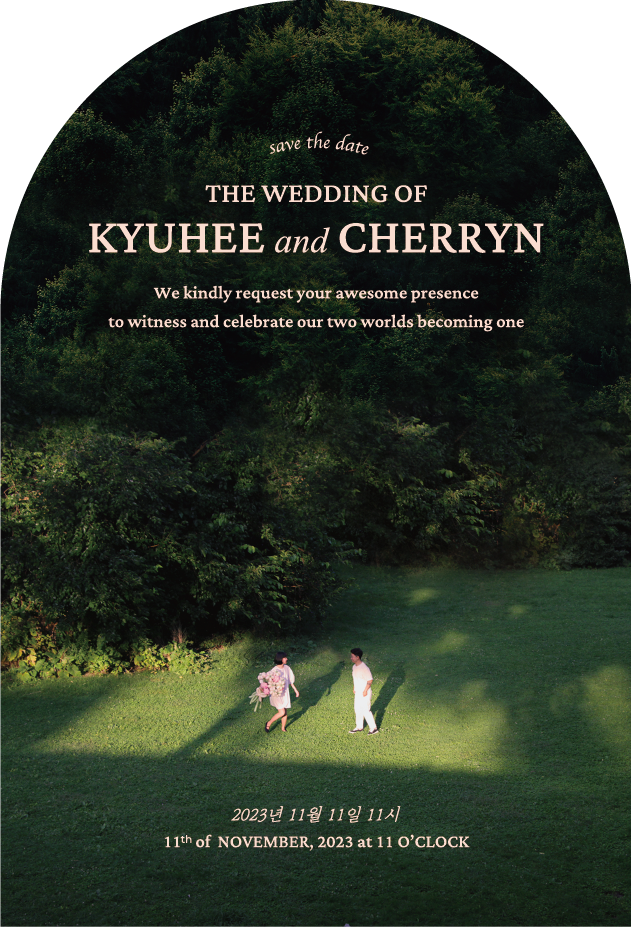 save the date
THE WEDDING OF
KYUHEE and CHERRYN
We kindly request your awesome presence
to witness and celebrate our two worlds becoming one
2023년 11월 11일 11시
11th of NOVEMBER, 2023 at 11 O’CLOCK